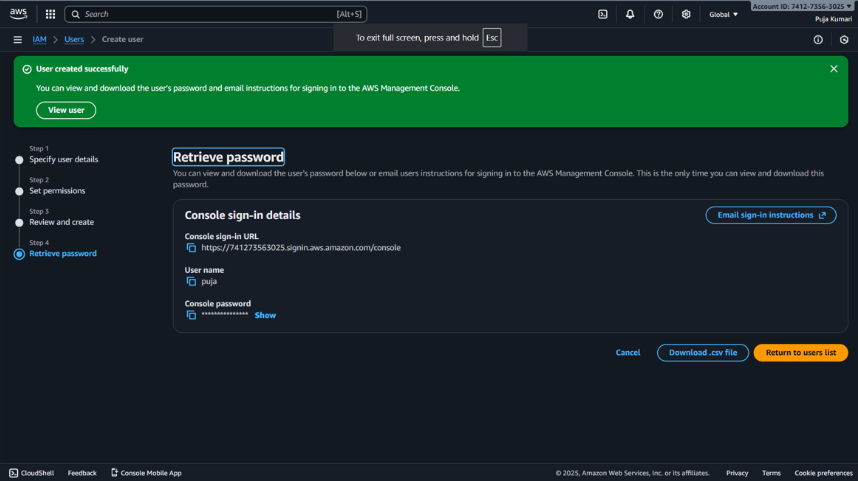 aws
Search
[Alt+S]
Global
Account ID: 7412-7356-3025
Puja Kumari
IAM
Users
Create user
To exit full screen, press and hold Esc
User created successfully
You can view and download the user's password and email instructions for signing in to the AWS Management Console.
View user
Step 1
Specify user details
Step 2
Set permissions
Step 3
Review and create
Step 4
Retrieve password
Retrieve password
You can view and download the user's password below or email users instructions for signing in to the AWS Management Console. This is the only time you can view and download this
password.
Console sign-in details
Email sign-in instructions
Console sign-in URL
https://741273563025.signin.aws.amazon.com/console
User name
puja
Console password
*************** Show
Cancel
Download .csv file
Return to users list
CloudShell
Feedback
Console Mobile App
© 2025, Amazon Web Services, Inc. or its affiliates.
Privacy
Terms
Cookie preferences